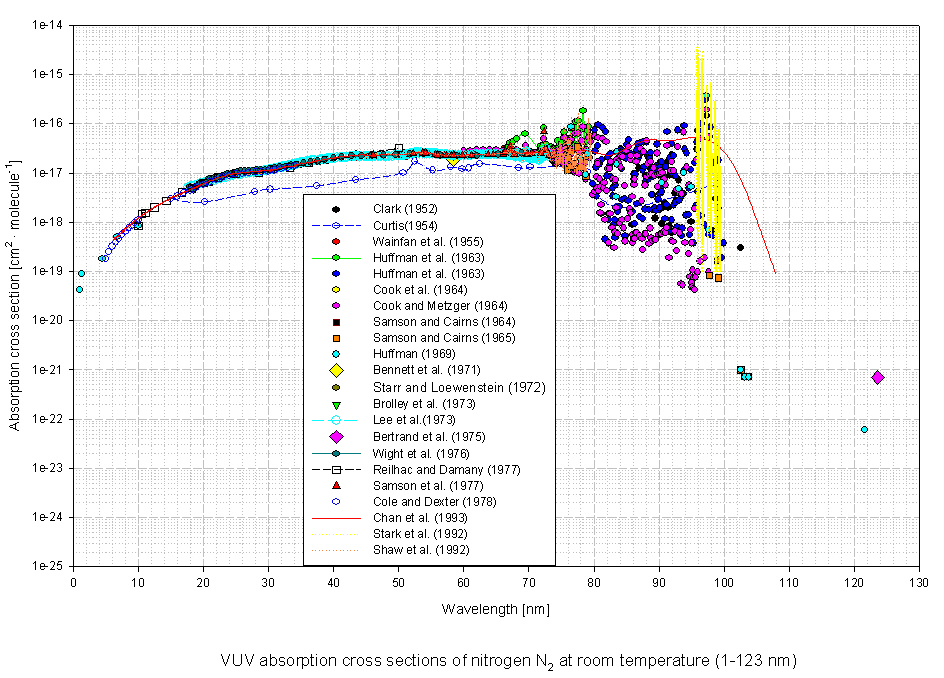 1e-14
1e-15
1e-16
1e-17
1e-18
1e-19
1e-20
1e-21
1e-22
1e-23
1e-24
1e-25
Absorption cross section [cm² · molecule⁻¹]
Clark (1952)
Curtis(1954)
Wainfan et al. (1955)
Huffman et al. (1963)
Huffman et al. (1963)
Cook et al. (1964)
Cook and Metzger (1964)
Samson and Cairns (1964)
Samson and Cairns (1965)
Huffman (1969)
Bennett et al. (1971)
Starr and Loewenstein (1972)
Brolley et al. (1973)
Lee et al.(1973)
Bertrand et al. (1975)
Wight et al. (1976)
Reilhac and Damany (1977)
Samson et al. (1977)
Cole and Dexter (1978)
Chan et al. (1993)
Stark et al. (1992)
Shaw et al. (1992)
0 10 20 30 40 50 60 70 80 90 100 110 120 130
Wavelength [nm]
VUV absorption cross sections of nitrogen N₂ at room temperature (1-123 nm)